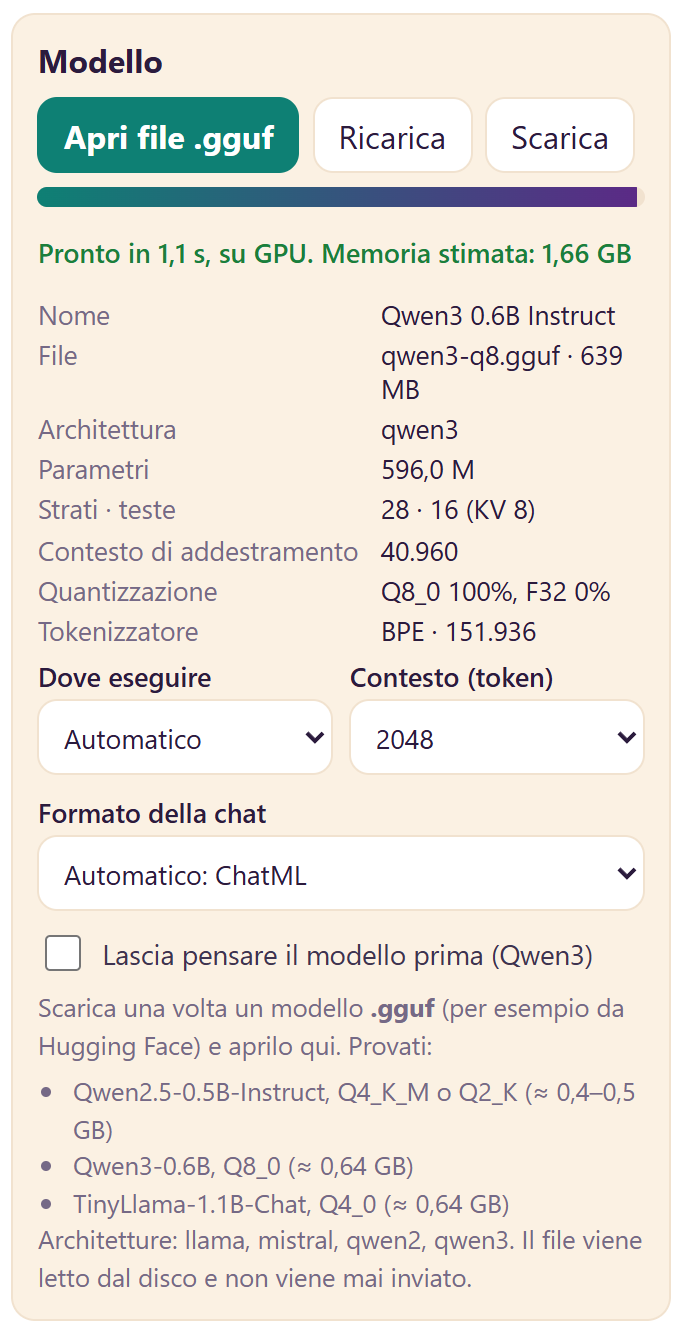 Modello
Apri file .gguf Ricarica Scarica
Pronto in 1,1 s, su GPU. Memoria stimata: 1,66 GB
Nome Qwen3 0.6B Instruct
File qwen3-q8.gguf · 639
MB
Architettura qwen3
Parametri 596,0 M
Strati · teste 28 · 16 (KV 8)
Contesto di addestramento 40.960
Quantizzazione Q8_0 100%, F32 0%
Tokenizzatore BPE · 151.936
Dove eseguire Contesto (token)
Automatico 2048
Formato della chat
Automatico: ChatML
Lascia pensare il modello prima (Qwen3)
Scarica una volta un modello .gguf (per esempio da
Hugging Face) e aprilo qui. Provati:
• Qwen2.5-0.5B-Instruct, Q4_K_M o Q2_K (≈ 0,4–0,5
GB)
• Qwen3-0.6B, Q8_0 (≈ 0,64 GB)
• TinyLlama-1.1B-Chat, Q4_0 (≈ 0,64 GB)
Architetture: llama, mistral, qwen2, qwen3. Il file viene
letto dal disco e non viene mai inviato.